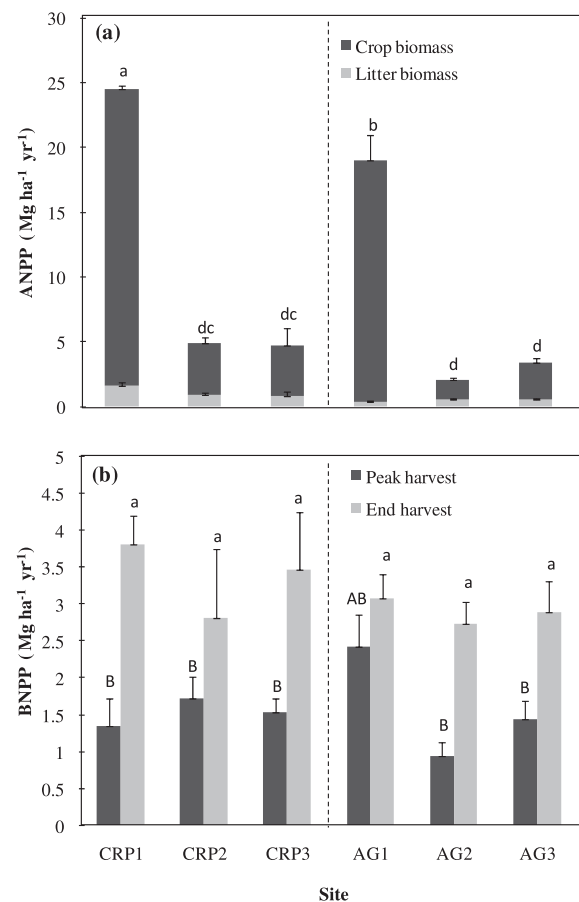 (a)
Crop biomass
Litter biomass
30
25
20
15
10
5
0
ANPP (Mg ha⁻¹ yr⁻¹)
a
dc
dc
b
d
d
(b)
Peak harvest
End harvest
5
4.5
4
3.5
3
2.5
2
1.5
1
0.5
0
BNPP (Mg ha⁻¹ yr⁻¹)
B a
B a
B a
AB a
B a
B a
CRP1 CRP2 CRP3 AG1 AG2 AG3
Site